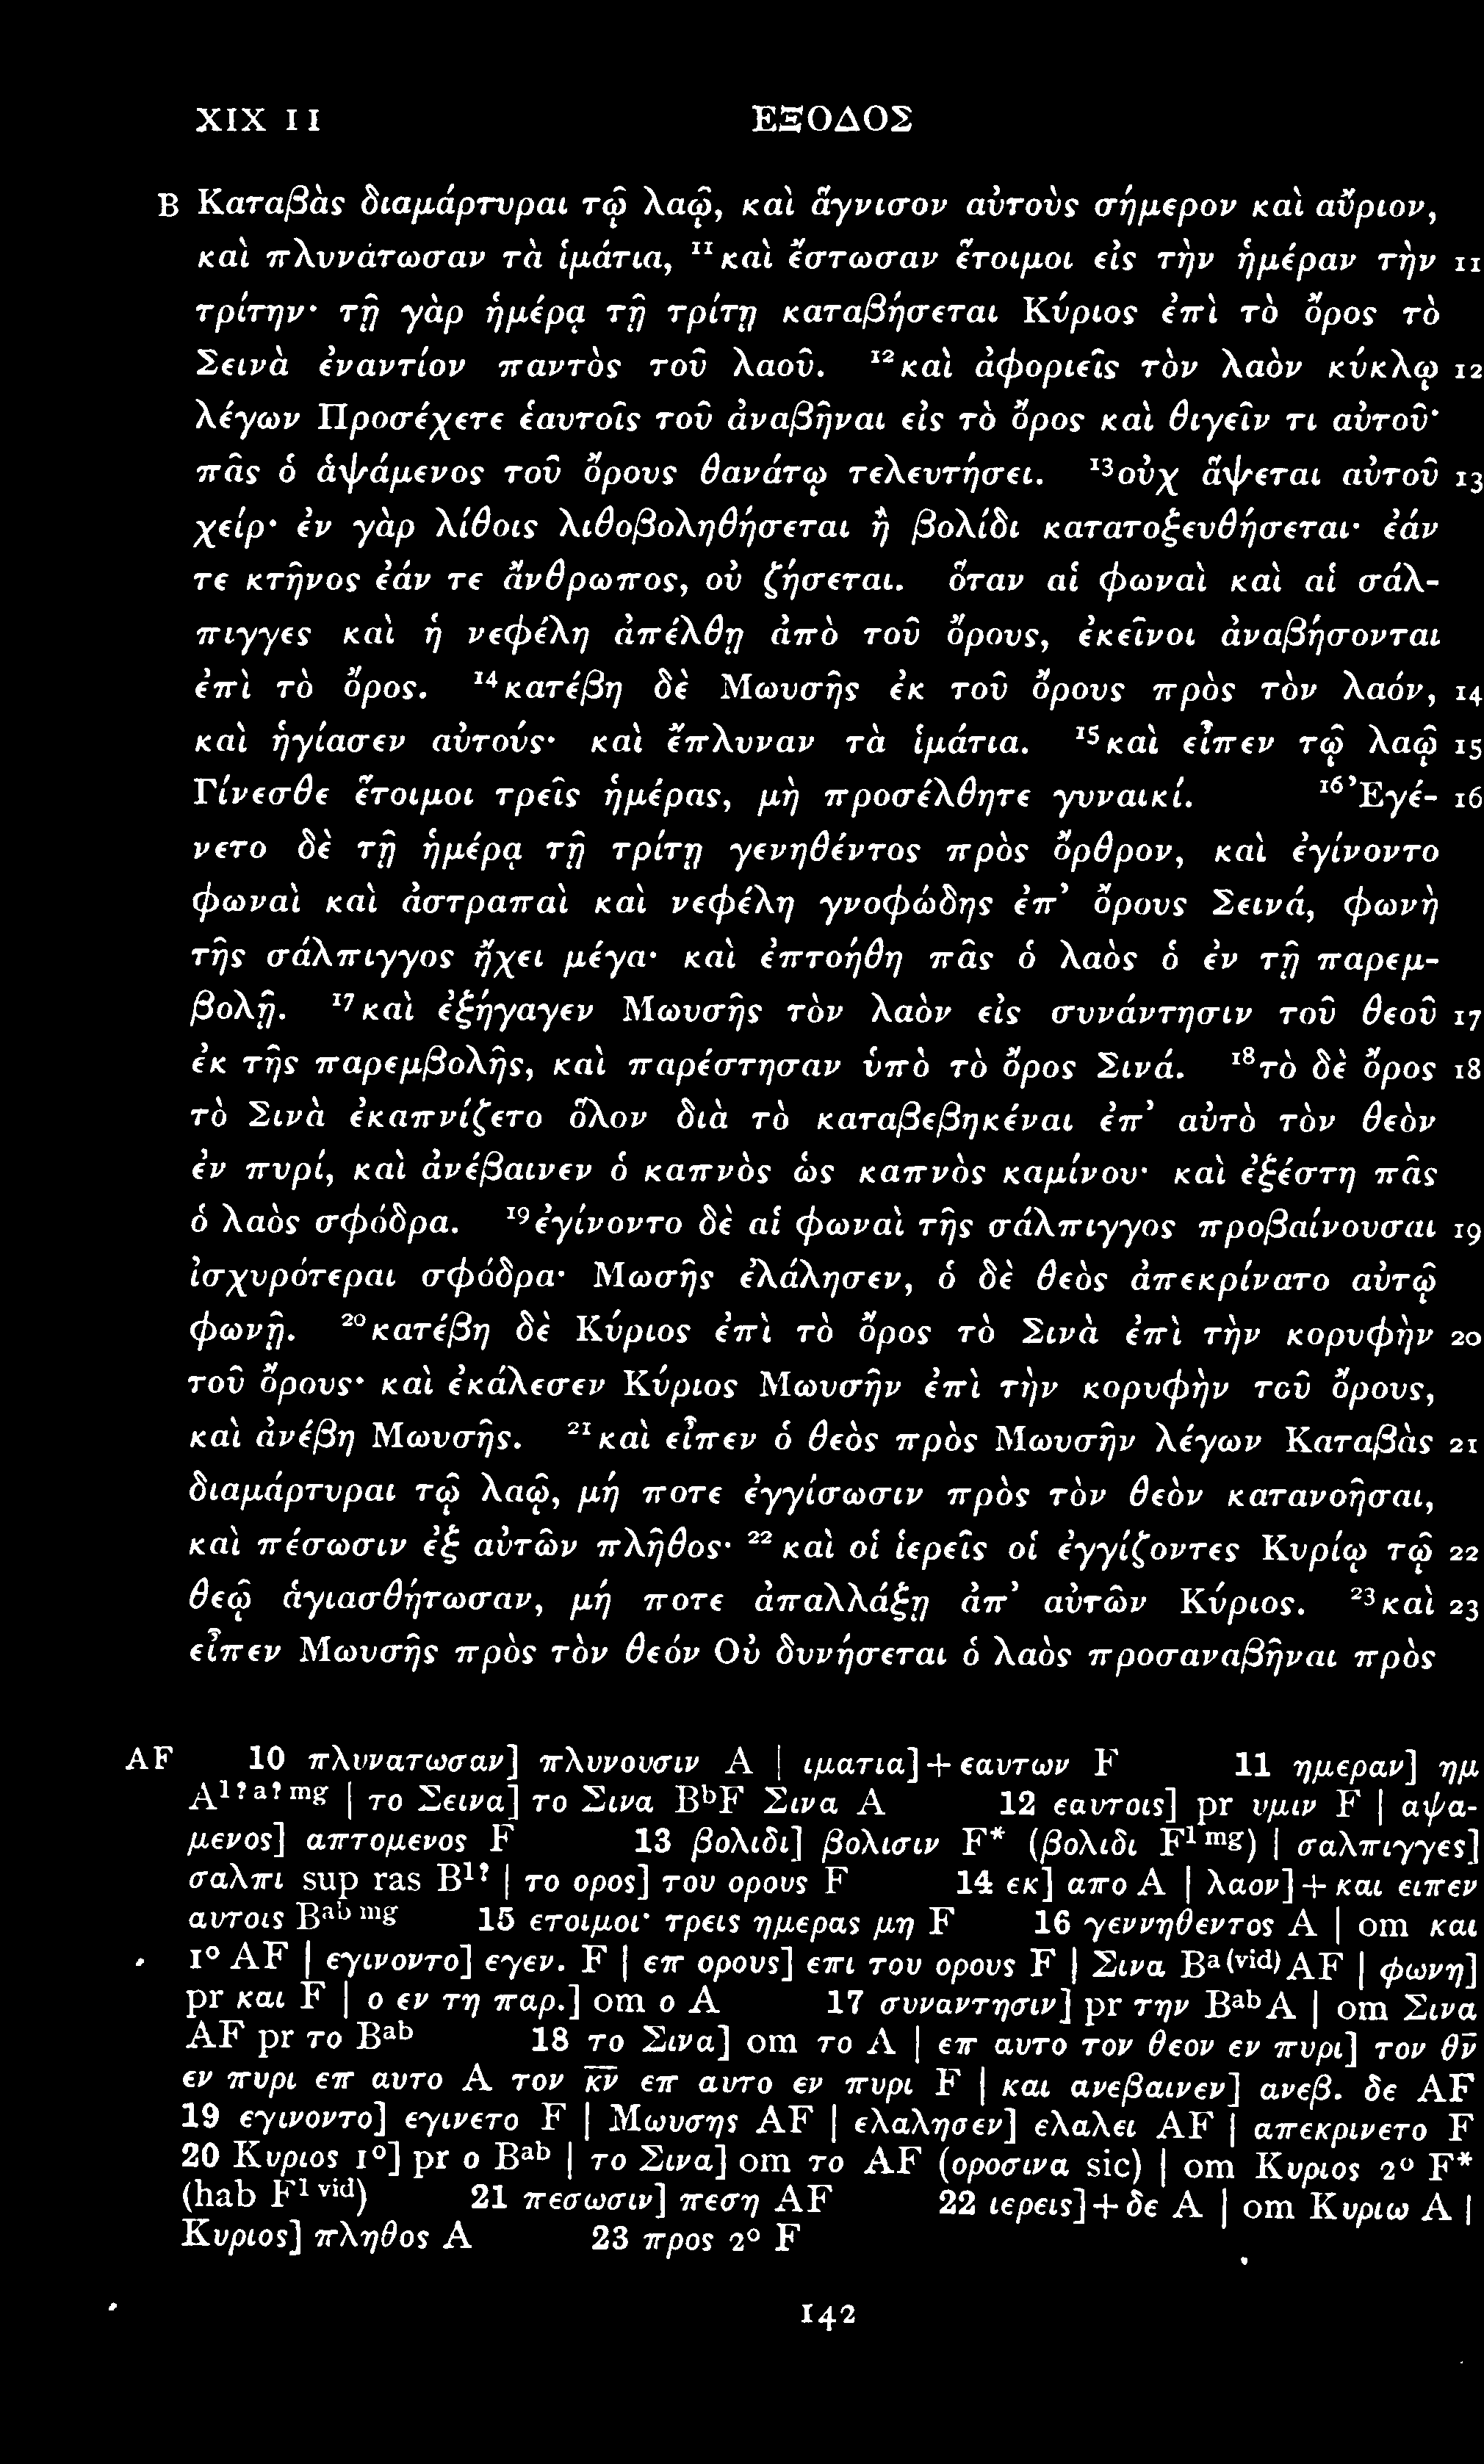 XIX 11 ΕΞΟΔΟΣ
B Καταβὰς διαμάρτυραι τῷ λαῷ, καὶ ἅγνισον αὐτοὺς σήμερον καὶ αὔριον,
καὶ πλυνάτωσαν τὰ ἱμάτια, ¹¹καὶ ἔστωσαν ἕτοιμοι εἰς τὴν ἡμέραν τὴν 11
τρίτην· τῇ γὰρ ἡμέρᾳ τῇ τρίτῃ καταβήσεται Κύριος ἐπὶ τὸ ὄρος τὸ
Σεινὰ ἐναντίον παντὸς τοῦ λαοῦ. ¹²καὶ ἀφοριεῖς τὸν λαὸν κύκλῳ 12
λέγων Προσέχετε ἑαυτοῖς τοῦ ἀναβῆναι εἰς τὸ ὄρος καὶ θιγεῖν τι αὐτοῦ·
πᾶς ὁ ἁψάμενος τοῦ ὄρους θανάτῳ τελευτήσει. ¹³οὐχ ἅψεται αὐτοῦ 13
χείρ· ἐν γὰρ λίθοις λιθοβοληθήσεται ἢ βολίδι κατατοξευθήσεται· ἐάν
τε κτῆνος ἐάν τε ἄνθρωπος, οὐ ζήσεται. ὅταν αἱ φωναὶ καὶ αἱ σάλ-
πιγγες καὶ ἡ νεφέλη ἀπέλθῃ ἀπὸ τοῦ ὄρους, ἐκεῖνοι ἀναβήσονται
ἐπὶ τὸ ὄρος. ¹⁴κατέβη δὲ Μωυσῆς ἐκ τοῦ ὄρους πρὸς τὸν λαόν, 14
καὶ ἡγίασεν αὐτούς· καὶ ἔπλυναν τὰ ἱμάτια. ¹⁵καὶ εἶπεν τῷ λαῷ 15
Γίνεσθε ἕτοιμοι τρεῖς ἡμέρας, μὴ προσέλθητε γυναικί. ¹⁶Ἐγέ- 16
νετο δὲ τῇ ἡμέρᾳ τῇ τρίτῃ γενηθέντος πρὸς ὄρθρον, καὶ ἐγίνοντο
φωναὶ καὶ ἀστραπαὶ καὶ νεφέλη γνοφώδης ἐπ’ ὄρους Σεινά, φωνὴ
τῆς σάλπιγγος ἤχει μέγα· καὶ ἐπτοήθη πᾶς ὁ λαὸς ὁ ἐν τῇ παρεμ-
βολῇ. ¹⁷καὶ ἐξήγαγεν Μωυσῆς τὸν λαὸν εἰς συνάντησιν τοῦ θεοῦ 17
ἐκ τῆς παρεμβολῆς, καὶ παρέστησαν ὑπὸ τὸ ὄρος Σινά. ¹⁸τὸ δὲ ὄρος 18
τὸ Σινὰ ἐκαπνίζετο ὅλον διὰ τὸ καταβεβηκέναι ἐπ’ αὐτὸ τὸν θεὸν
ἐν πυρί, καὶ ἀνέβαινεν ὁ καπνὸς ὡς καπνὸς καμίνου· καὶ ἐξέστη πᾶς
ὁ λαὸς σφόδρα. ¹⁹ἐγίνοντο δὲ αἱ φωναὶ τῆς σάλπιγγος προβαίνουσαι 19
ἰσχυρότεραι σφόδρα· Μωσῆς ἐλάλησεν, ὁ δὲ θεὸς ἀπεκρίνατο αὐτῷ
φωνῇ. ²⁰κατέβη δὲ Κύριος ἐπὶ τὸ ὄρος τὸ Σινὰ ἐπὶ τὴν κορυφὴν 20
τοῦ ὄρους· καὶ ἐκάλεσεν Κύριος Μωυσῆν ἐπὶ τὴν κορυφὴν τοῦ ὄρους,
καὶ ἀνέβη Μωυσῆς. ²¹καὶ εἶπεν ὁ θεὸς πρὸς Μωυσῆν λέγων Καταβὰς 21
διαμάρτυραι τῷ λαῷ, μή ποτε ἐγγίσωσιν πρὸς τὸν θεὸν κατανοῆσαι,
καὶ πέσωσιν ἐξ αὐτῶν πλῆθος· ²²καὶ οἱ ἱερεῖς οἱ ἐγγίζοντες Κυρίῳ τῷ 22
θεῷ ἁγιασθήτωσαν, μή ποτε ἀπαλλάξῃ ἀπ’ αὐτῶν Κύριος. ²³καὶ 23
εἶπεν Μωυσῆς πρὸς τὸν θεόν Οὐ δυνήσεται ὁ λαὸς προσαναβῆναι πρὸς
AF 10 πλυνατωσαν] πλυνουσιν A | ιματια]+εαυτων F 11 ημεραν] ημ
A¹ˀᵃˀᵐᵍ | το Σεινα] το Σινα BᵇF Σινα A 12 εαυτοις] pr υμιν F | αψα-
μενος] απτομενος F 13 βολιδι] βολισιν F* (βολιδι F¹ᵐᵍ) | σαλπιγγες]
σαλπι sup ras B¹ˀ | το ορος] του ορους F 14 εκ] απο A | λαον]+και ειπεν
αυτοις Bᵃᵇᵐᵍ 15 ετοιμοι· τρεις ημερας μη F 16 γεννηθεντος A | om και
1° AF | εγινοντο] εγεν. F | επ ορους] επι του ορους F | Σινα Bᵃ⁽ᵛⁱᵈ⁾AF | φωνη]
pr και F | ο εν τη παρ.] om ο A 17 συναντησιν] pr την BᵃᵇA | om Σινα
AF pr το Bᵃᵇ 18 το Σινα] om το A | επ αυτο τον θεον εν πυρι] τον θ̅ν̅
εν πυρι επ αυτο A τον κ̅ν̅ επ αυτο εν πυρι F | και ανεβαινεν] ανεβ. δε AF
19 εγινοντο] εγινετο F | Μωυσης AF | ελαλησεν] ελαλει AF | απεκρινετο F
20 Κυριος 1°] pr ο Bᵃᵇ | το Σινα] om το AF (οροσινα sic) | om Κυριος 2° F*
(hab F¹ᵛⁱᵈ) 21 πεσωσιν] πεση AF 22 ιερεις]+δε A | om Κυριω A |
Κυριος] πληθος A 23 προς 2° F
142